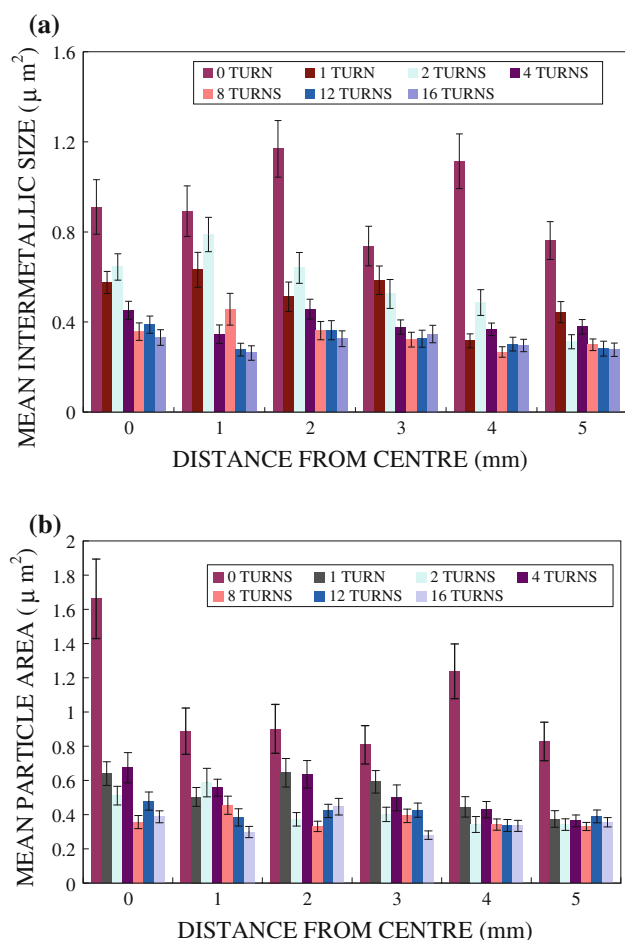 (a)
1.6
1.2
0.8
0.4
0
MEAN INTERMETALLIC SIZE (μ m²)
0 TURN 1 TURN 2 TURNS 4 TURNS
8 TURNS 12 TURNS 16 TURNS
0 1 2 3 4 5
DISTANCE FROM CENTRE (mm)
(b)
2
1.8
1.6
1.4
1.2
1
0.8
0.6
0.4
0.2
0
MEAN PARTICLE AREA (μ m²)
0 TURNS 1 TURN 2 TURNS 4 TURNS
8 TURNS 12 TURNS 16 TURNS
0 1 2 3 4 5
DISTANCE FROM CENTRE (mm)